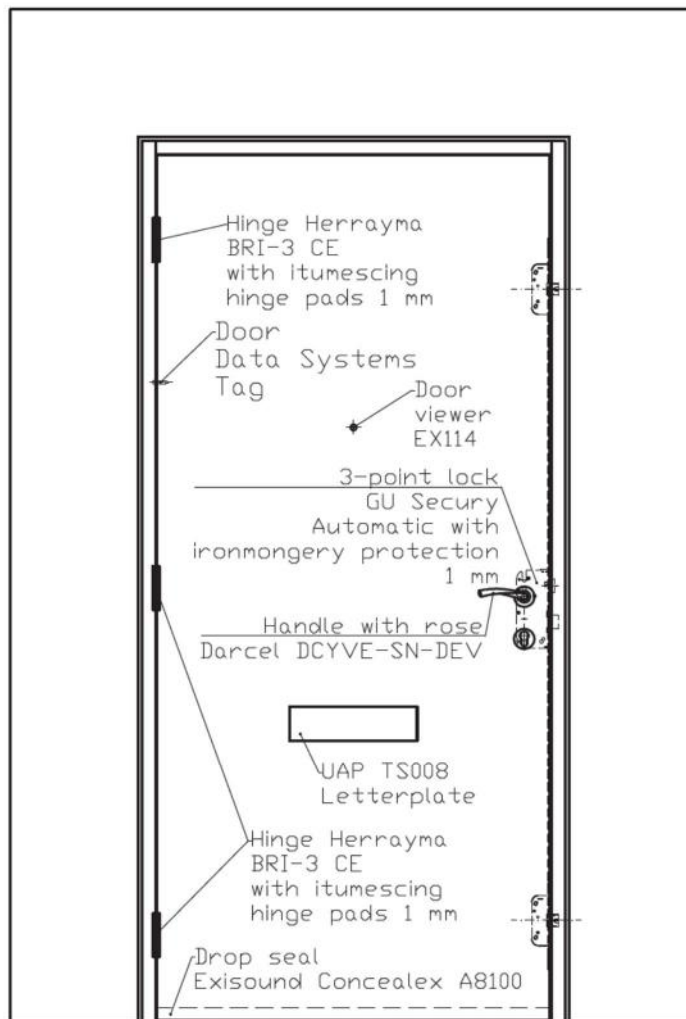 Hinge Herrayma
BRI-3 CE
with itumescing
hinge pads 1 mm
Door
Data Systems
Tag
Door
viewer
EX114
3-point lock
GU Secury
Automatic with
ironmongery protection
1 mm
Handle with rose
Darcel DCYVE-SN-DEV
UAP TS008
Letterplate
Hinge Herrayma
BRI-3 CE
with itumescing
hinge pads 1 mm
Drop seal
Exisound Concealex A8100